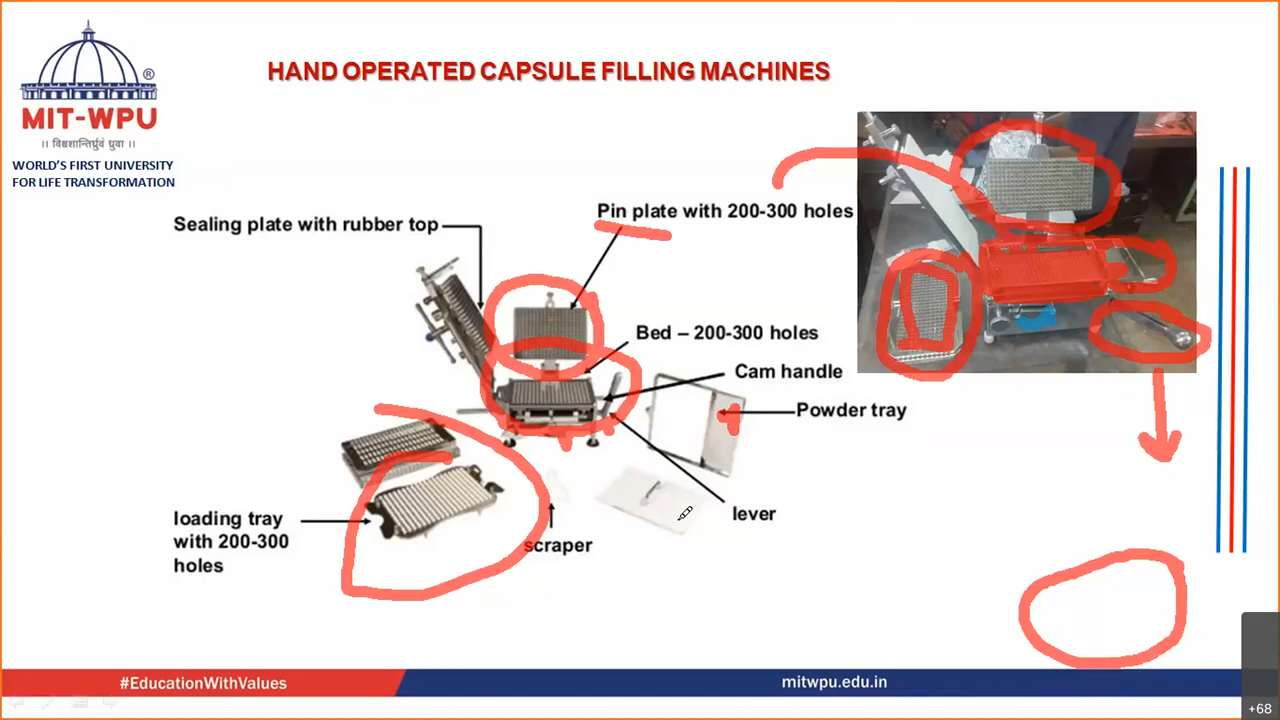 HAND OPERATED CAPSULE FILLING MACHINES
®
MIT-WPU
|| विश्वशान्तिर्ध्रुवं ध्रुवा ||
WORLD'S FIRST UNIVERSITY
FOR LIFE TRANSFORMATION
Sealing plate with rubber top
Pin plate with 200-300 holes
Bed – 200-300 holes
Cam handle
Powder tray
lever
scraper
loading tray
with 200-300
holes
#EducationWithValues
mitwpu.edu.in
+68